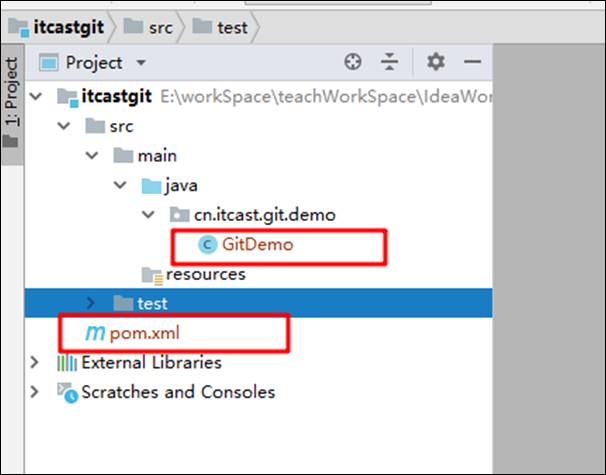 itcastgit src test
1: Project
Project
itcastgit E:\workSpace\teachWorkSpace\IdeaWor
src
main
java
cn.itcast.git.demo
C GitDemo
resources
test
m pom.xml
External Libraries
Scratches and Consoles